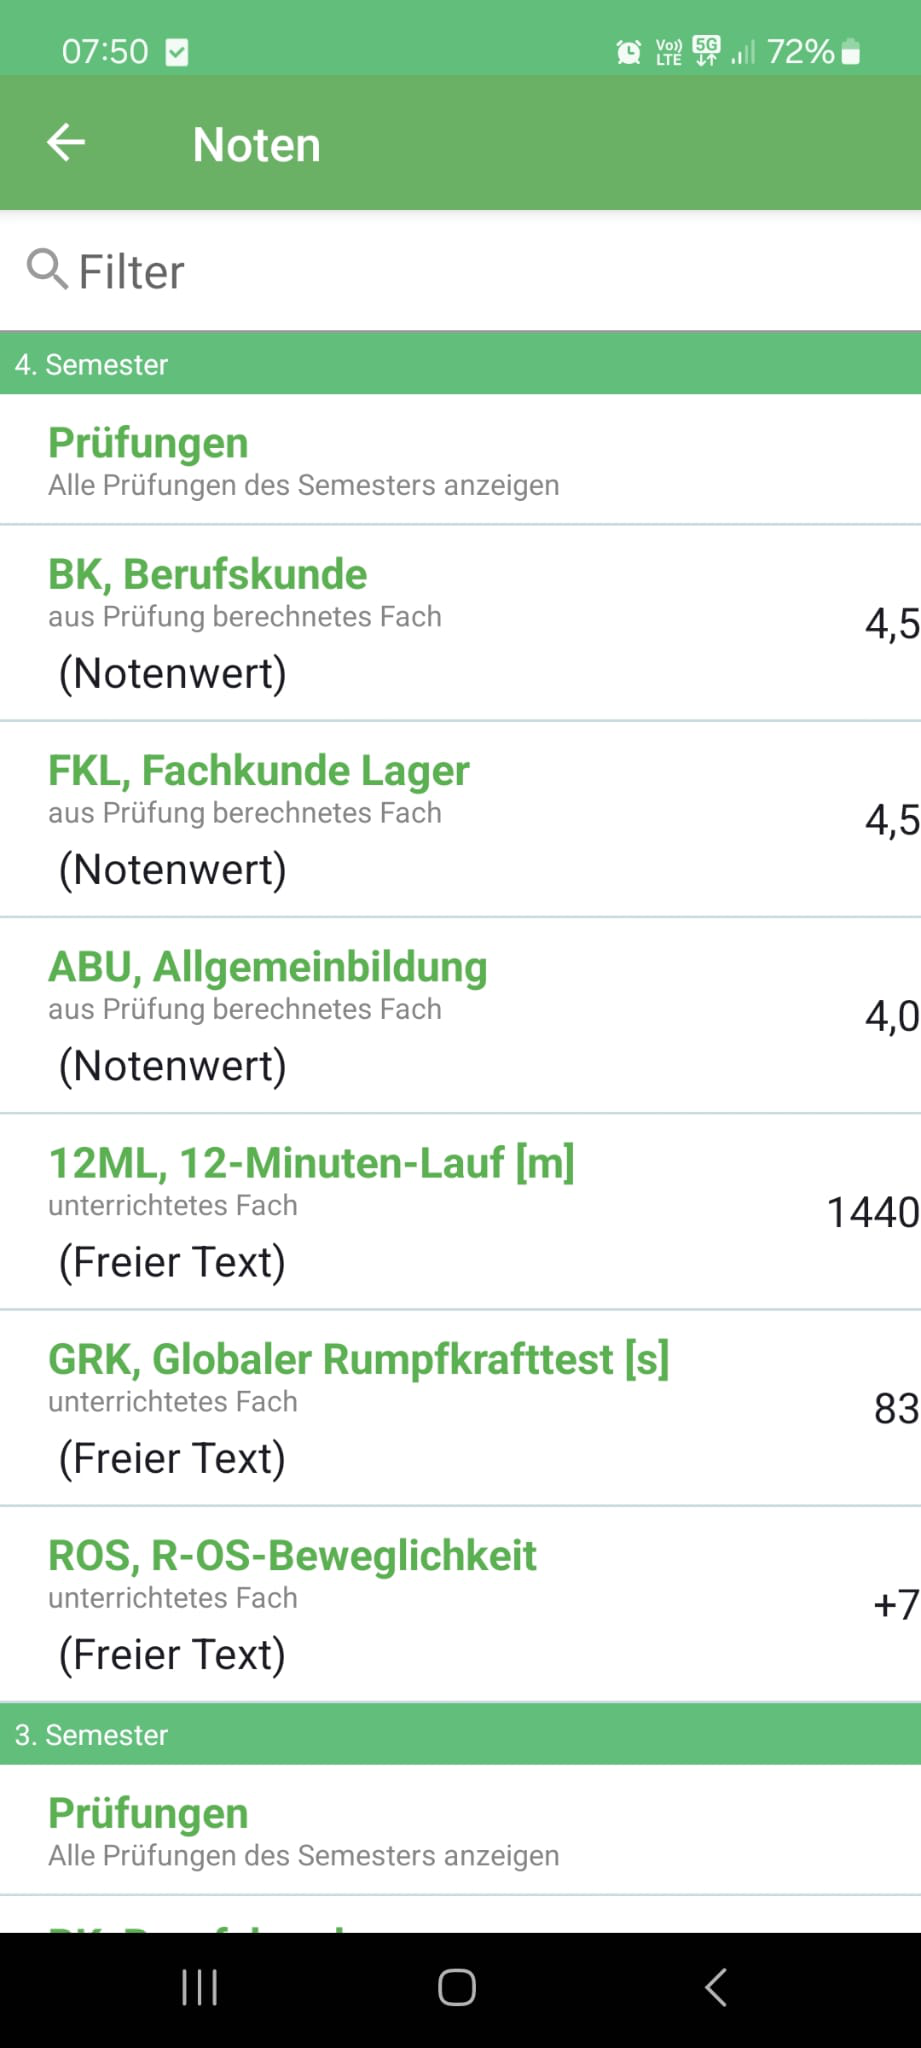 07:50
Vo)) LTE 5G 72%
Noten
Filter
4. Semester
Prüfungen
Alle Prüfungen des Semesters anzeigen
BK, Berufskunde
aus Prüfung berechnetes Fach
4,5
(Notenwert)
FKL, Fachkunde Lager
aus Prüfung berechnetes Fach
4,5
(Notenwert)
ABU, Allgemeinbildung
aus Prüfung berechnetes Fach
4,0
(Notenwert)
12ML, 12-Minuten-Lauf [m]
unterrichtetes Fach
1440
(Freier Text)
GRK, Globaler Rumpfkrafttest [s]
unterrichtetes Fach
83
(Freier Text)
ROS, R-OS-Beweglichkeit
unterrichtetes Fach
+7
(Freier Text)
3. Semester
Prüfungen
Alle Prüfungen des Semesters anzeigen